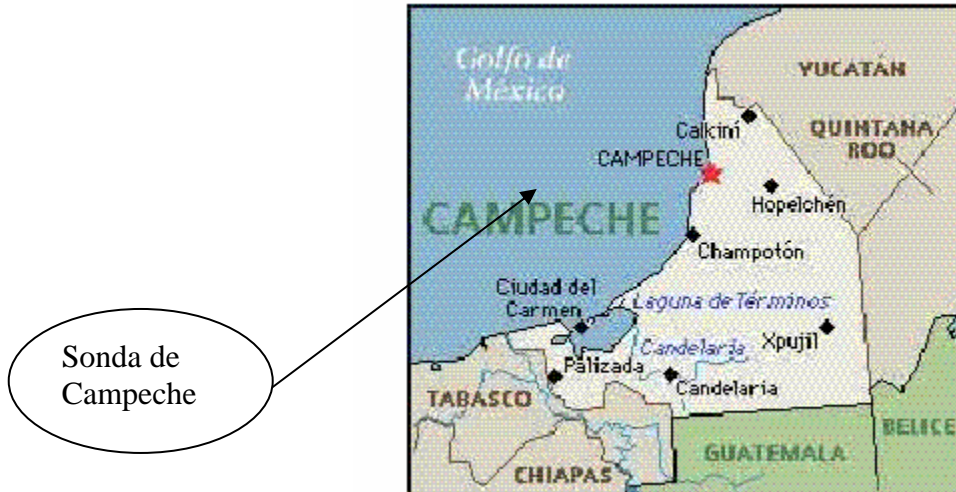 Golfo de
México
YUCATÁN
Calkiní
QUINTANA
ROO
CAMPECHE
Hopelchén
CAMPECHE
Champotón
Ciudad del
Carmen
Laguna de Términos
Sonda de
Campeche
Candelaria
Xpujil
Palizada
Candelaria
TABASCO
BELICE
GUATEMALA
CHIAPAS